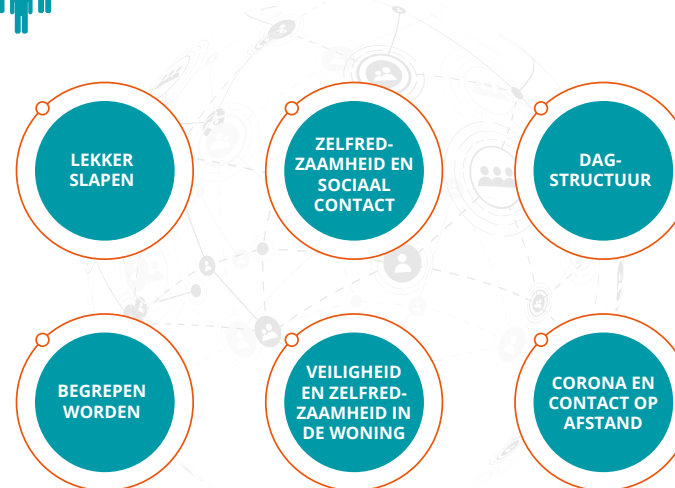 LEKKER
SLAPEN
ZELFRED-
ZAAMHEID EN
SOCIAAL
CONTACT
DAG-
STRUCTUUR
BEGREPEN
WORDEN
VEILIGHEID
EN ZELFRED-
ZAAMHEID IN
DE WONING
CORONA EN
CONTACT OP
AFSTAND